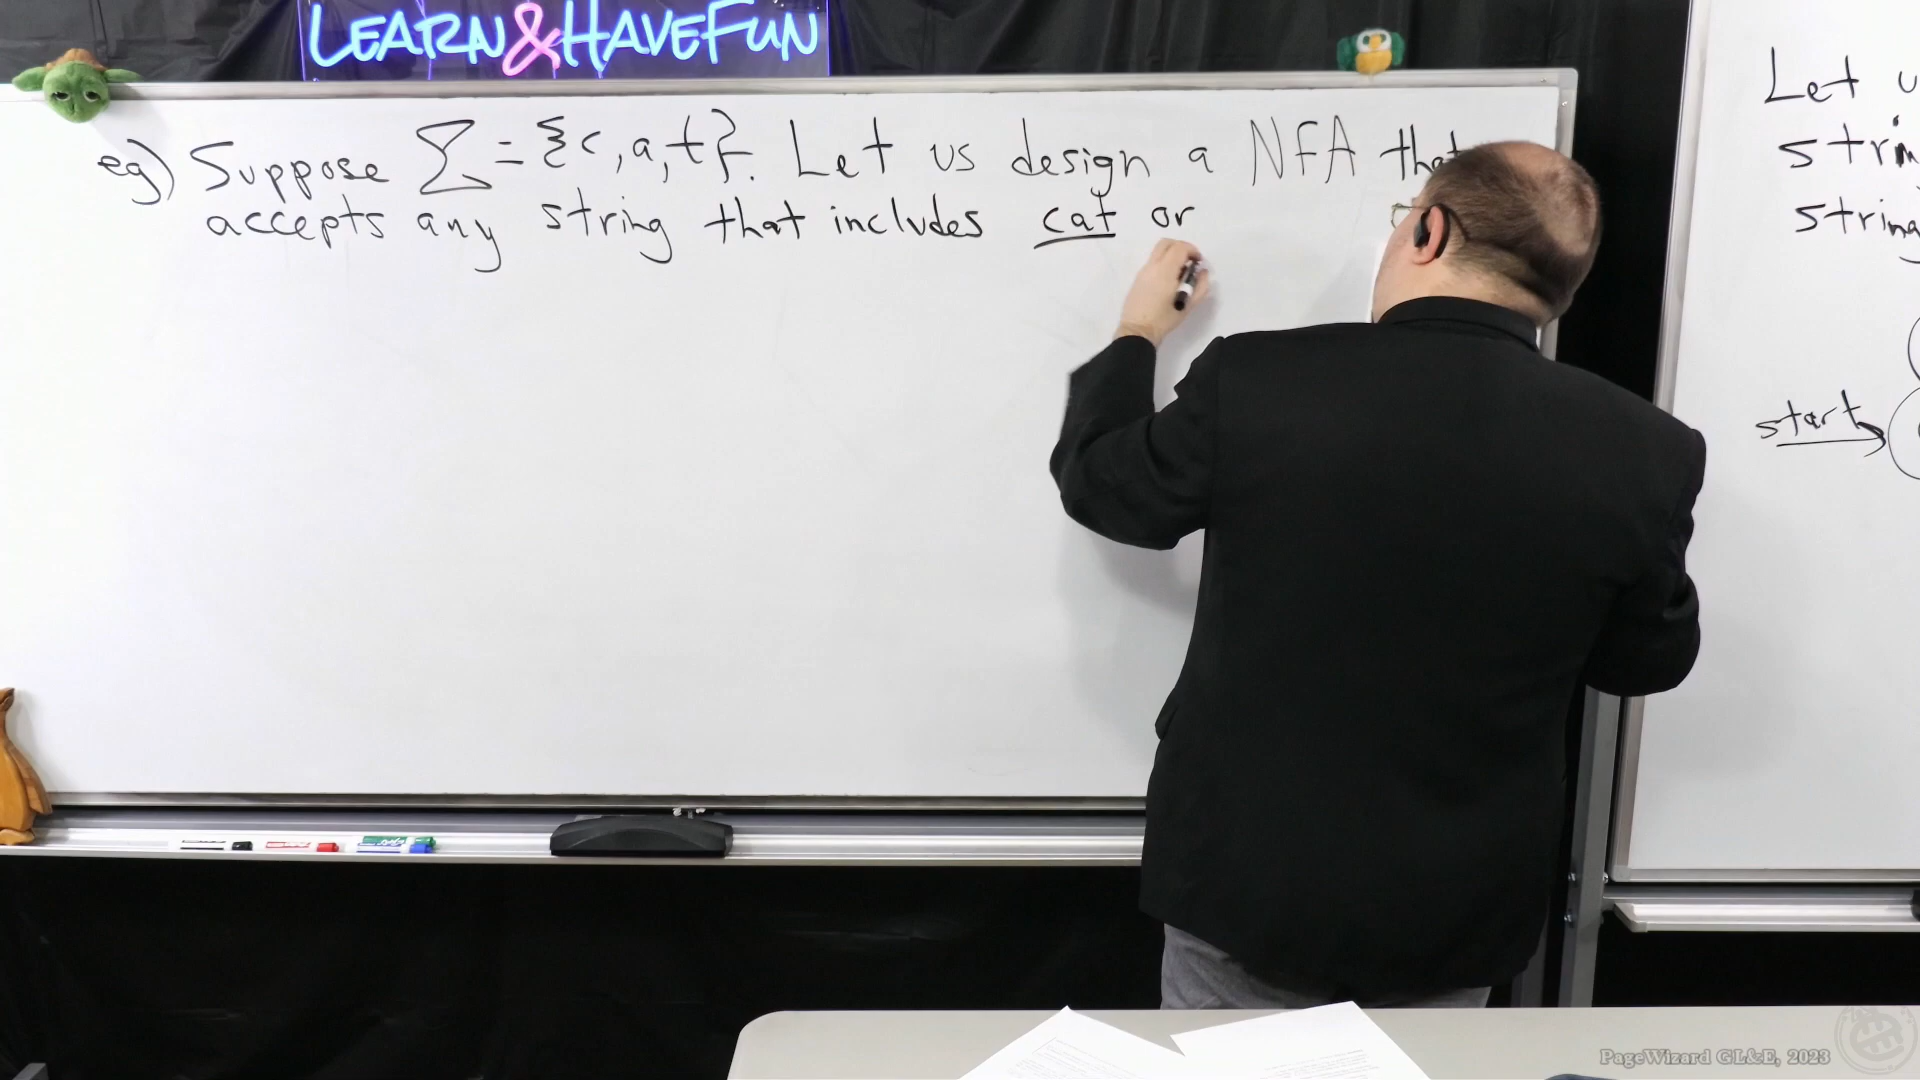 LEARN&HAVEFUN
eg) Suppose Σ = {c, a, t}. Let us design a NFA that
accepts any string that includes cat or
Let
string
start
PageWizard GL&E, 2023